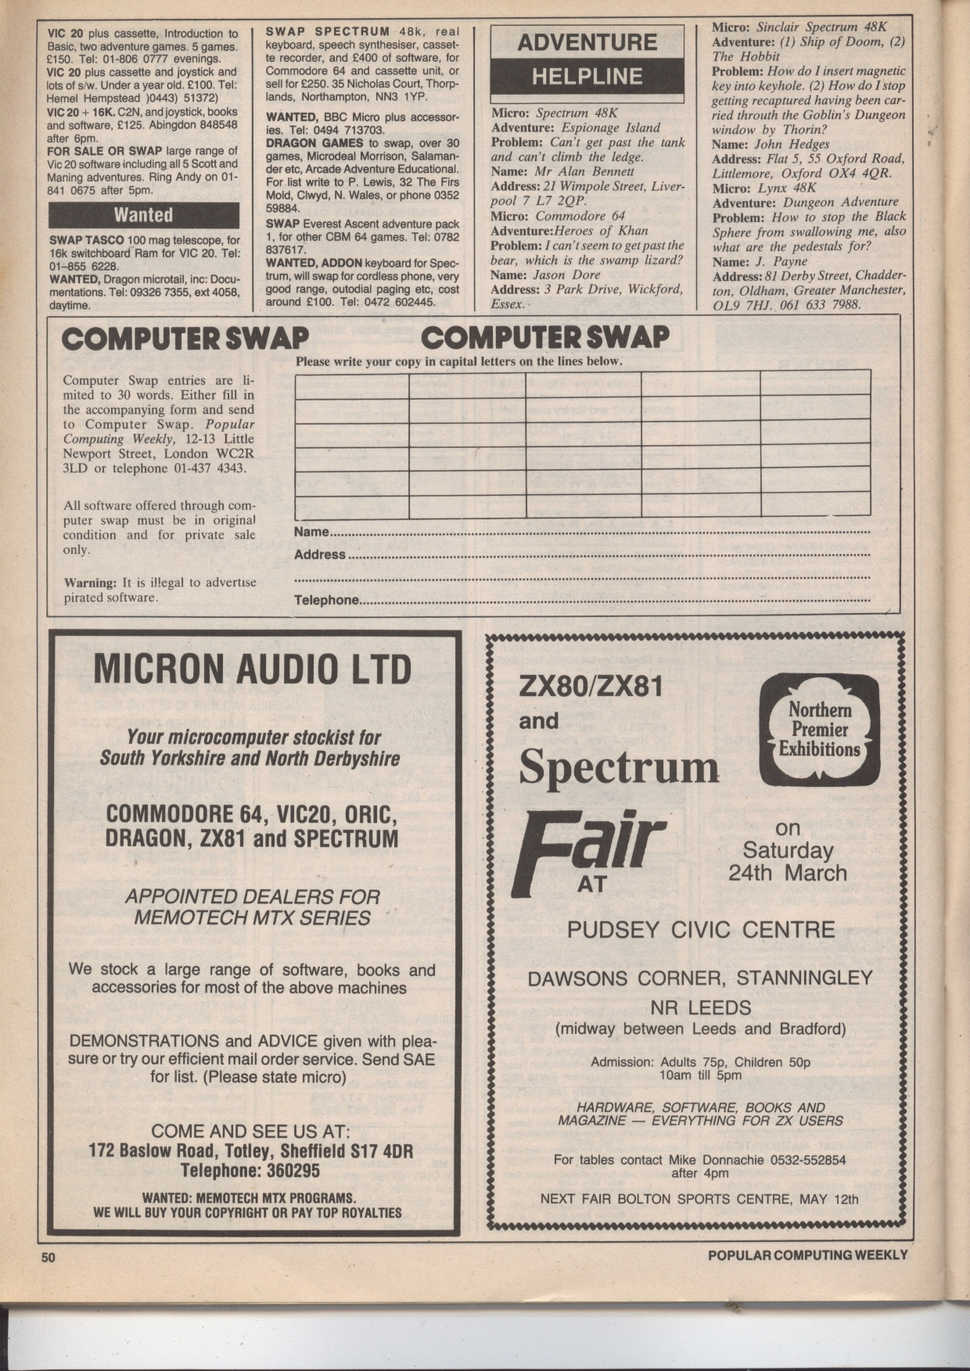 VIC 20 plus cassette, Introduction to
Basic, two adventure games. 5 games.
£150. Tel: 01-806 0777 evenings.
VIC 20 plus cassette and joystick and
lots of s/w. Under a year old. £100. Tel:
Hemel Hempstead )0443) 51372)
VIC 20 + 16K. C2N, and joystick, books
and software, £125. Abingdon 848548
after 6pm.
FOR SALE OR SWAP large range of
Vic 20 software including all 5 Scott and
Maning adventures. Ring Andy on 01-
841 0675 after 5pm.
Wanted
SWAP TASCO 100 mag telescope, for
16k switchboard Ram for VIC 20. Tel:
01–855 6228.
WANTED, Dragon microtail, inc: Docu-
mentations. Tel: 09326 7355, ext 4058,
daytime.
SWAP SPECTRUM 48k, real
keyboard, speech synthesiser, casset-
te recorder, and £400 of software, for
Commodore 64 and cassette unit, or
sell for £250. 35 Nicholas Court, Thorp-
lands, Northampton, NN3 1YP.
WANTED, BBC Micro plus accessor-
ies. Tel: 0494 713703.
DRAGON GAMES to swap, over 30
games, Microdeal Morrison, Salaman-
der etc, Arcade Adventure Educational.
For list write to P. Lewis, 32 The Firs
Mold, Clwyd, N. Wales, or phone 0352
59884.
SWAP Everest Ascent adventure pack
1, for other CBM 64 games. Tel: 0782
837617.
WANTED, ADDON keyboard for Spec-
trum, will swap for cordless phone, very
good range, outodial paging etc, cost
around £100. Tel: 0472 602445.
ADVENTURE
HELPLINE
Micro: Spectrum 48K
Adventure: Espionage Island
Problem: Can't get past the tank
and can't climb the ledge.
Name: Mr Alan Bennett
Address: 21 Wimpole Street, Liver-
pool 7 L7 2QP.
Micro: Commodore 64
Adventure:Heroes of Khan
Problem: I can't seem to get past the
bear, which is the swamp lizard?
Name: Jason Dore
Address: 3 Park Drive, Wickford,
Essex.
Micro: Sinclair Spectrum 48K
Adventure: (1) Ship of Doom, (2)
The Hobbit
Problem: How do I insert magnetic
key into keyhole. (2) How do I stop
getting recaptured having been car-
ried throuth the Goblin's Dungeon
window by Thorin?
Name: John Hedges
Address: Flat 5, 55 Oxford Road,
Littlemore, Oxford OX4 4QR.
Micro: Lynx 48K
Adventure: Dungeon Adventure
Problem: How to stop the Black
Sphere from swallowing me, also
what are the pedestals for?
Name: J. Payne
Address: 81 Derby Street, Chadder-
ton, Oldham, Greater Manchester,
OL9 7HJ. 061 633 7988.
COMPUTER SWAP
COMPUTER SWAP
Please write your copy in capital letters on the lines below.
Computer Swap entries are li-
mited to 30 words. Either fill in
the accompanying form and send
to Computer Swap. Popular
Computing Weekly, 12-13 Little
Newport Street, London WC2R
3LD or telephone 01-437 4343.
All software offered through com-
puter swap must be in original
condition and for private sale
only.
Warning: It is illegal to advertise
pirated software.
Name
Address
Telephone
MICRON AUDIO LTD
Your microcomputer stockist for
South Yorkshire and North Derbyshire
COMMODORE 64, VIC20, ORIC,
DRAGON, ZX81 and SPECTRUM
APPOINTED DEALERS FOR
MEMOTECH MTX SERIES
We stock a large range of software, books and
accessories for most of the above machines
DEMONSTRATIONS and ADVICE given with plea-
sure or try our efficient mail order service. Send SAE
for list. (Please state micro)
COME AND SEE US AT:
172 Baslow Road, Totley, Sheffield S17 4DR
Telephone: 360295
WANTED: MEMOTECH MTX PROGRAMS.
WE WILL BUY YOUR COPYRIGHT OR PAY TOP ROYALTIES
ZX80/ZX81
and
Spectrum
Fair
AT
Northern
Premier
Exhibitions
on
Saturday
24th March
PUDSEY CIVIC CENTRE
DAWSONS CORNER, STANNINGLEY
NR LEEDS
(midway between Leeds and Bradford)
Admission: Adults 75p, Children 50p
10am till 5pm
HARDWARE, SOFTWARE, BOOKS AND
MAGAZINE — EVERYTHING FOR ZX USERS
For tables contact Mike Donnachie 0532-552854
after 4pm
NEXT FAIR BOLTON SPORTS CENTRE, MAY 12th
50
POPULAR COMPUTING WEEKLY